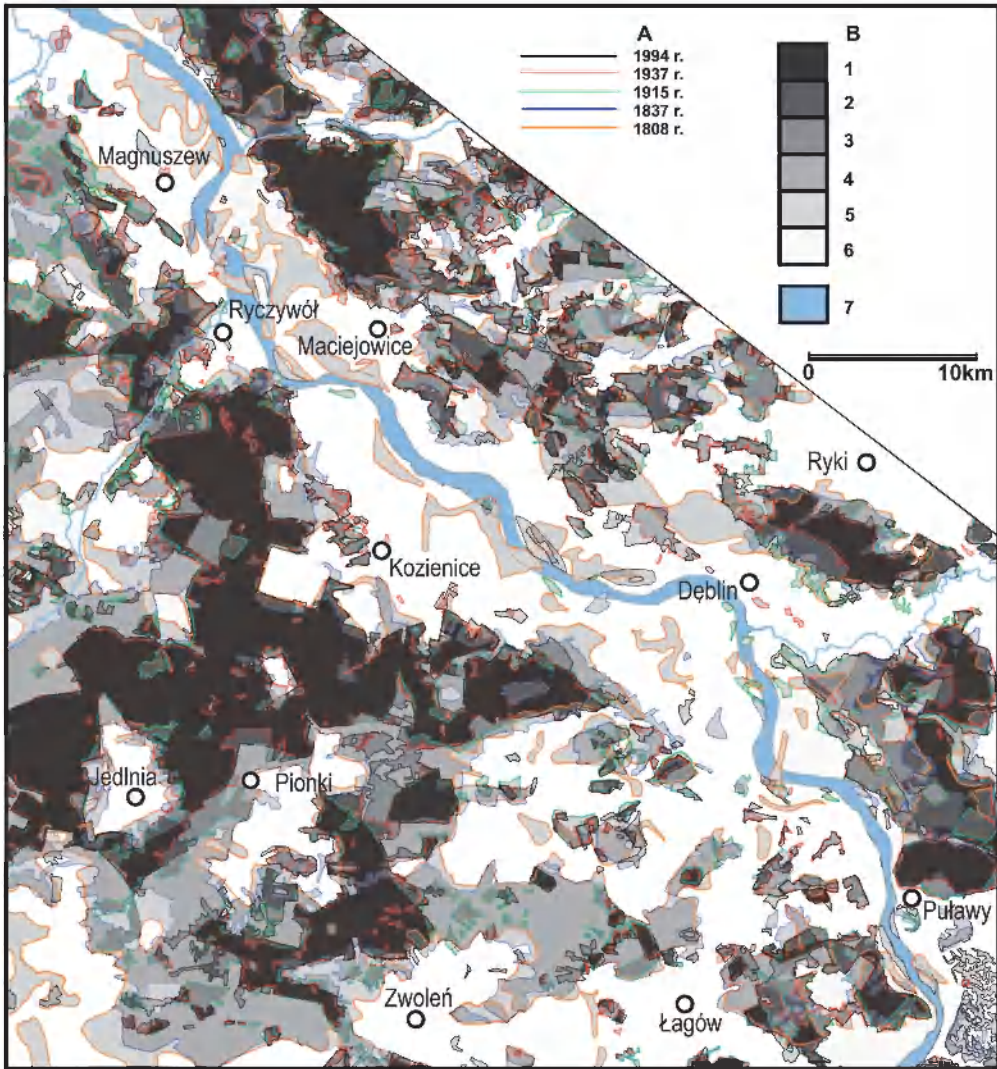 A
1994 r.
1937 r.
1915 r.
1837 r.
1808 r.
B
1
2
3
4
5
6
7
0 10km
Magnuszew
Ryczywół
Maciejowice
Ryki
Kozienice
Dęblin
Jedlnia
Pionki
Puławy
Zwoleń
Łagów